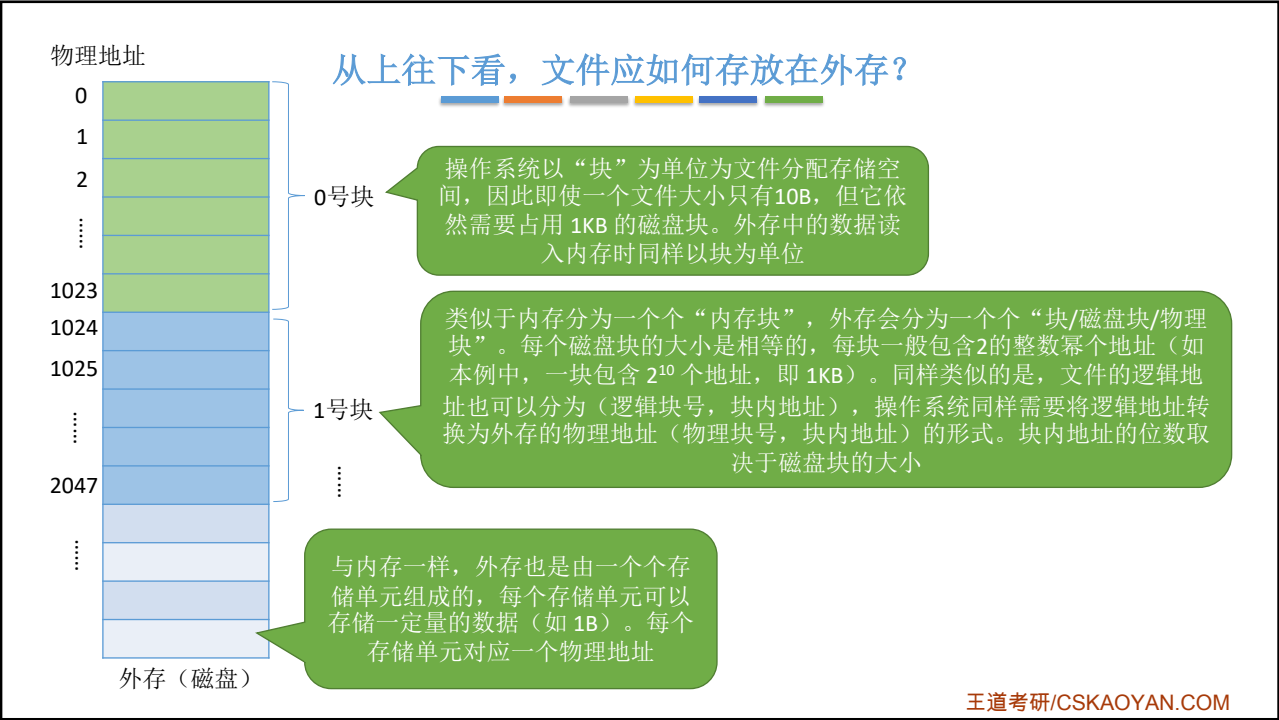 物理地址
从上往下看，文件应如何存放在外存？
0
1
2
……
1023
1024
1025
……
2047
……
外存（磁盘）
0号块
1号块
……
操作系统以“块”为单位为文件分配存储空
间，因此即使一个文件大小只有10B，但它依
然需要占用 1KB 的磁盘块。外存中的数据读
入内存时同样以块为单位
类似于内存分为一个个“内存块”，外存会分为一个个“块/磁盘块/物理
块”。每个磁盘块的大小是相等的，每块一般包含2的整数幂个地址（如
本例中，一块包含 2¹⁰ 个地址，即 1KB）。同样类似的是，文件的逻辑地
址也可以分为（逻辑块号，块内地址），操作系统同样需要将逻辑地址转
换为外存的物理地址（物理块号，块内地址）的形式。块内地址的位数取
决于磁盘块的大小
与内存一样，外存也是由一个个存
储单元组成的，每个存储单元可以
存储一定量的数据（如 1B）。每个
存储单元对应一个物理地址
王道考研/CSKAOYAN.COM